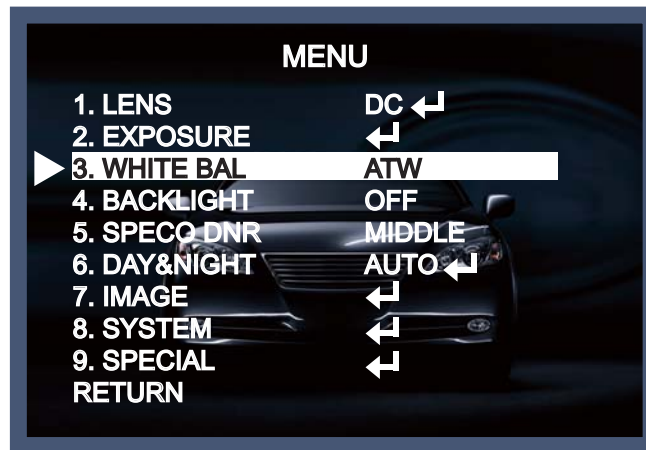 MENU
1. LENS DC
2. EXPOSURE
3. WHITE BAL ATW
4. BACKLIGHT OFF
5. SPECO DNR MIDDLE
6. DAY&NIGHT AUTO
7. IMAGE
8. SYSTEM
9. SPECIAL
RETURN